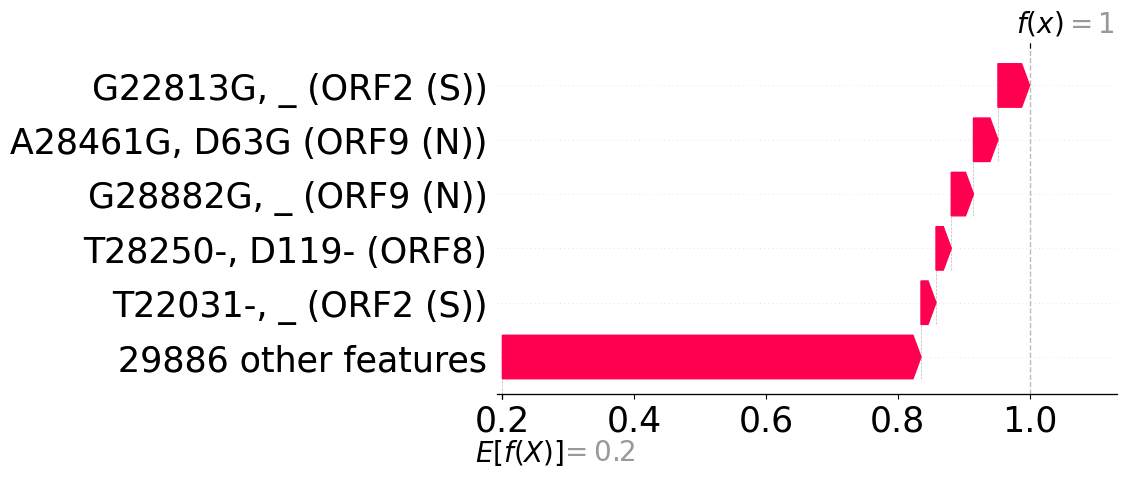 f(x) = 1
G22813G, _ (ORF2 (S))
A28461G, D63G (ORF9 (N))
G28882G, _ (ORF9 (N))
T28250-, D119- (ORF8)
T22031-, _ (ORF2 (S))
29886 other features
0.2 0.4 0.6 0.8 1.0
E[f(X)] = 0.2